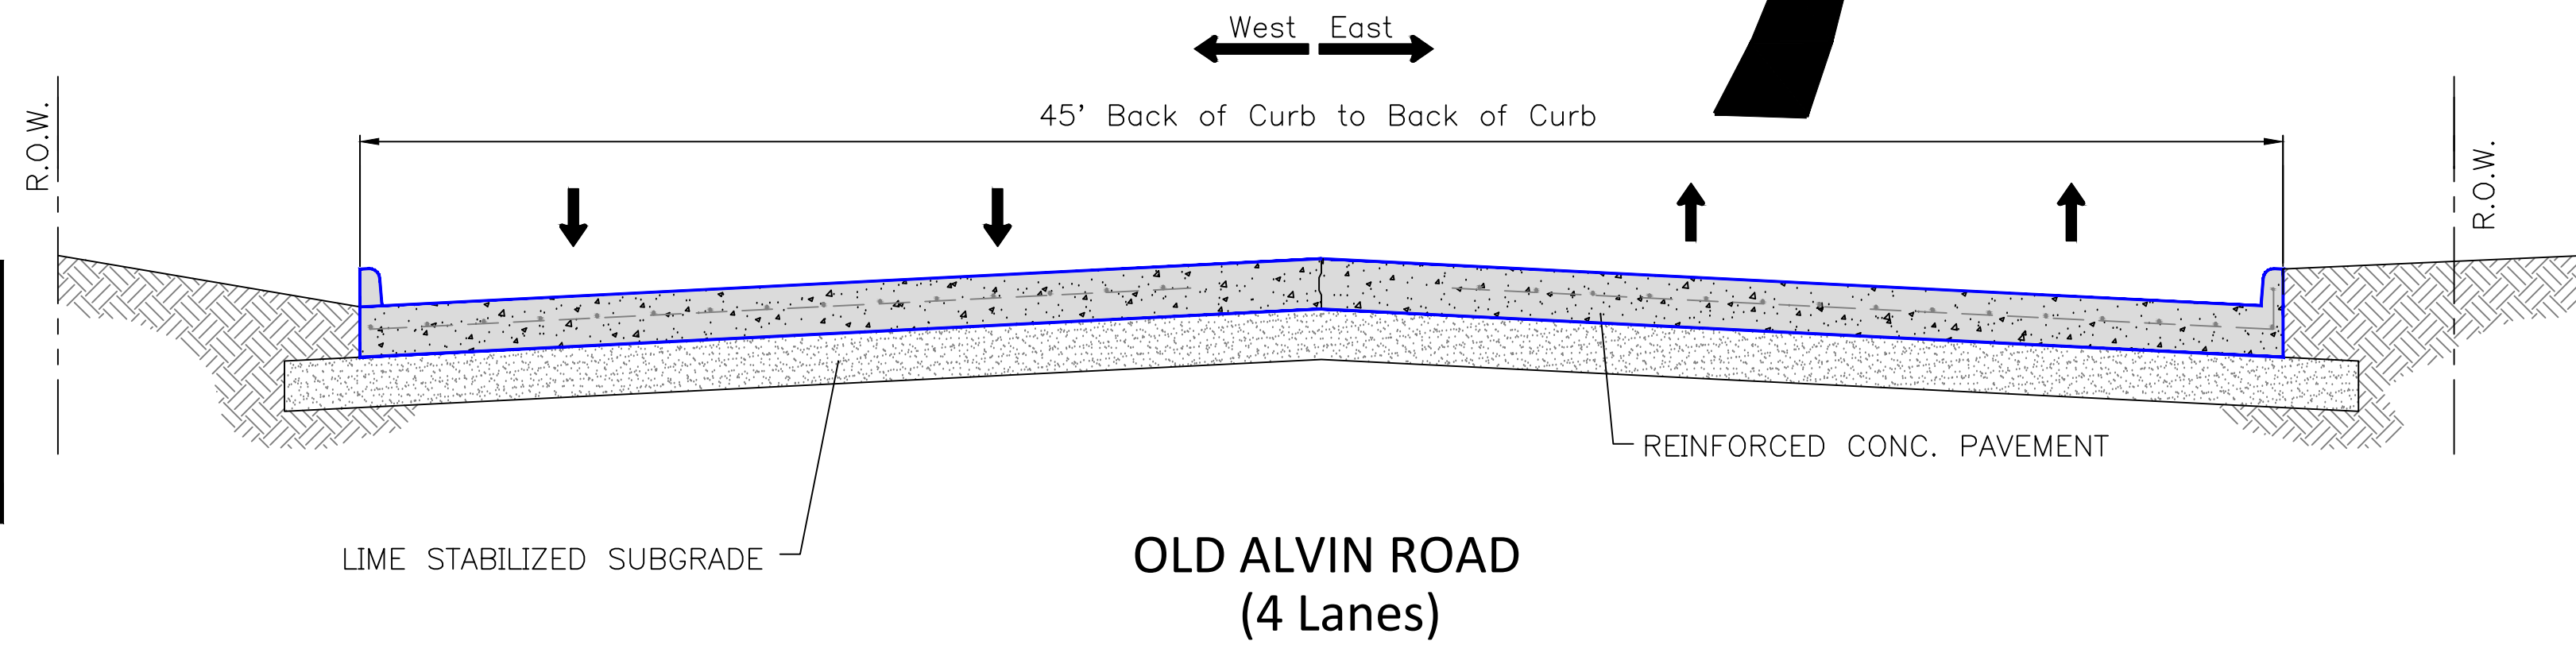 West East
45' Back of Curb to Back of Curb
R.O.W.
R.O.W.
REINFORCED CONC. PAVEMENT
LIME STABILIZED SUBGRADE
OLD ALVIN ROAD
(4 Lanes)